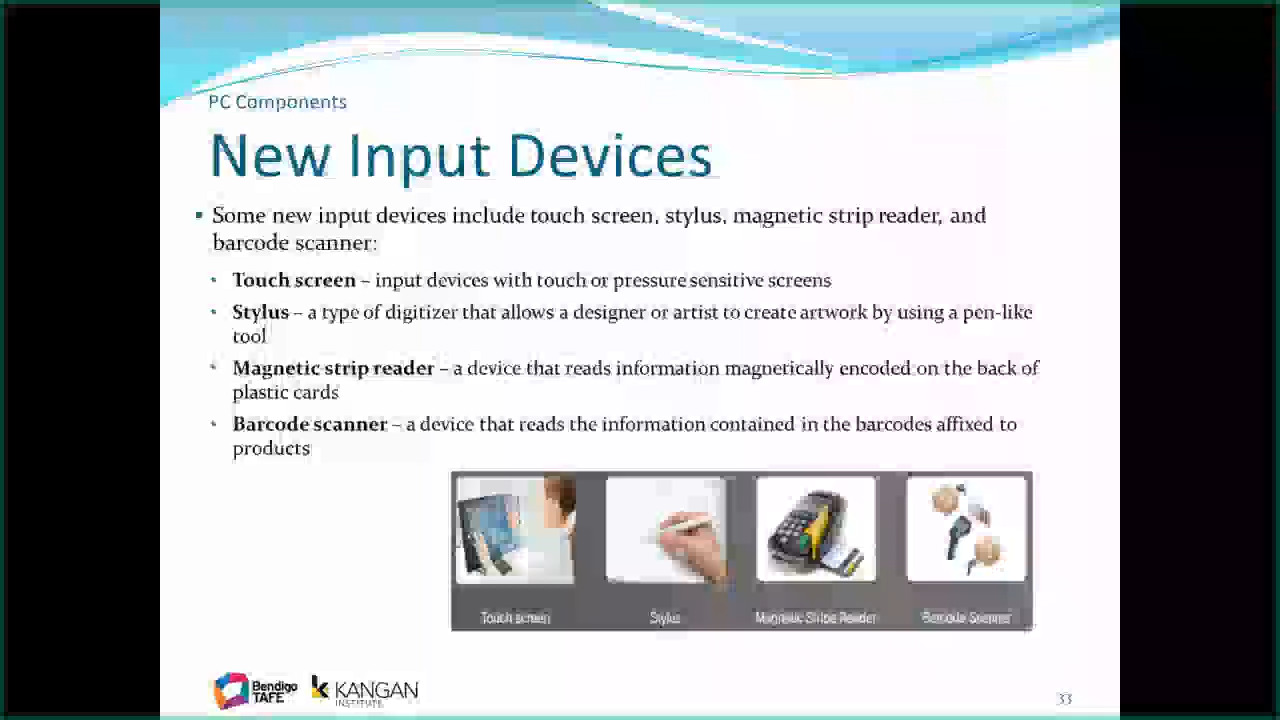 PC Components
New Input Devices
▪ Some new input devices include touch screen, stylus, magnetic strip reader, and
barcode scanner:
• Touch screen – input devices with touch or pressure sensitive screens
• Stylus – a type of digitizer that allows a designer or artist to create artwork by using a pen-like
tool
• Magnetic strip reader – a device that reads information magnetically encoded on the back of
plastic cards
• Barcode scanner – a device that reads the information contained in the barcodes affixed to
products
Touch screen Stylus Magnetic Stripe Reader Barcode Scanner
Bendigo
TAFE
KANGAN
INSTITUTE
33